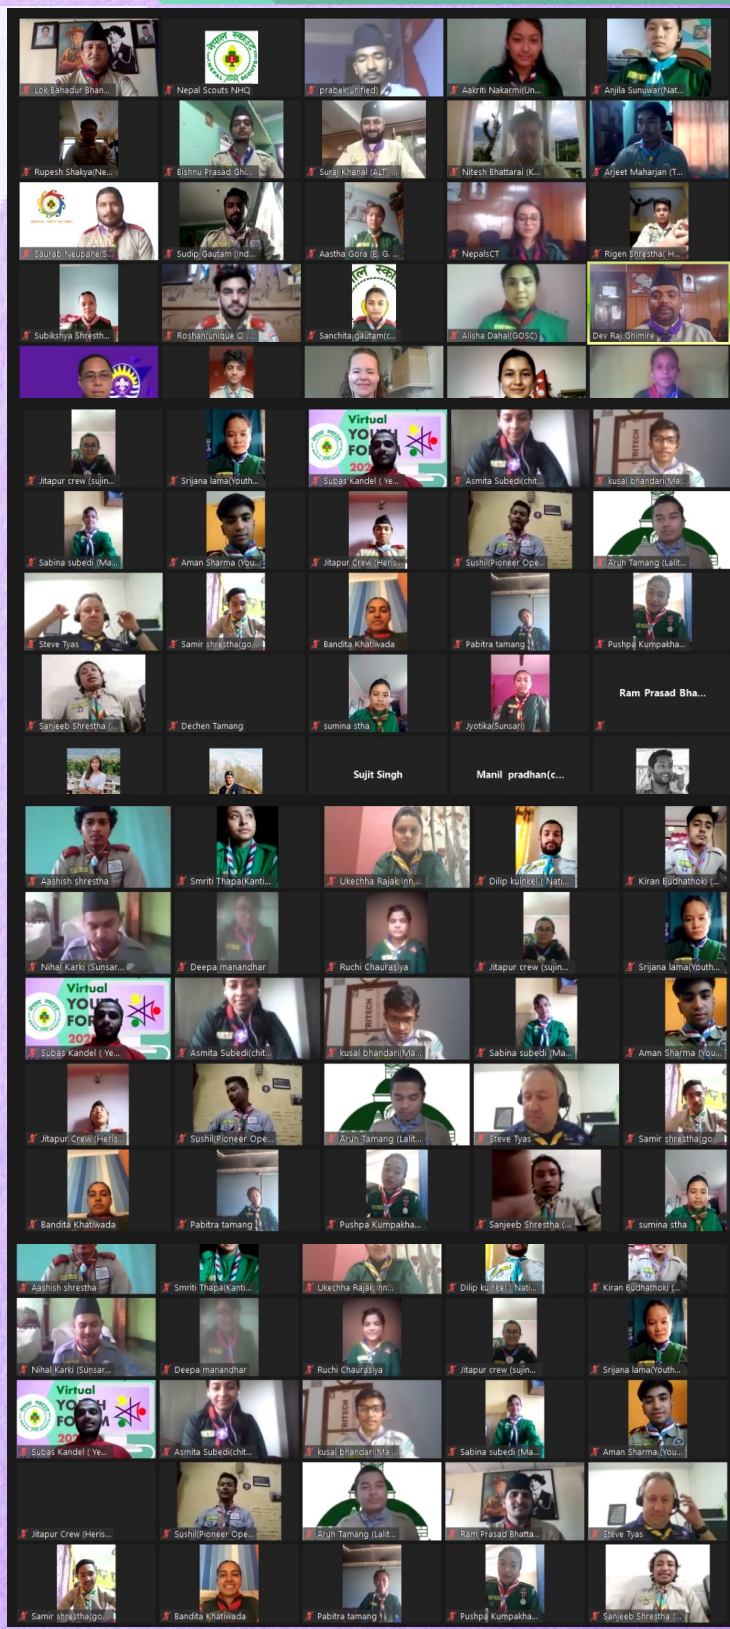 Lok Bahadur Bhan...
नेपाल स्काउट
NEPAL SCOUTS
Nepal Scouts NHQ
prabek(unified)
Aakriti Nakarmi(Un...
Anjila Sunuwar(Nat...
Rupesh Shakya(Ne...
Bishnu Prasad Ghi...
Suraj Khanal (ALT)...
Nitesh Bhattarai (K...
Arjeet Maharjan (T...
Saurab Neupane(S...
Sudip Gautam (Ind...
Aastha Gora (E. G. ...
NepalsCT
Rigen Shrestha( H...
Subikshya Shresth...
Roshan(unique O...
Sanchita gautam(c...
Alisha Dahal(GOSC)
Dev Raj Ghimire
Jitapur crew (sujin...
Srijana lama(Youth...
Virtual
Subas Kandel ( Ye...
Asmita Subedi(chit...
TRITECH
kusal bhandari(Ma...
Sabina subedi (Ma...
Aman Sharma (You...
Jitapur Crew (Heris...
Sushil(Pioneer Ope...
Arun Tamang (Lalit...
Steve Tyas
Samir shrestha(go...
Bandita Khatiwada
Pabitra tamang
Pushpa Kumpakha...
Sanjeeb Shrestha (...
Dechen Tamang
sumina stha
Jyotika(Sunsari)
Ram Prasad Bha...
Sujit Singh
Manil pradhan(c...
Aashish shrestha
Smriti Thapa(Kanti...
Ukechha Rajak Inn...
Dilip kuinkel ( Nati...
Kiran Budhathoki (...
Nihal Karki (Sunsar...
Deepa manandhar
Ruchi Chaurasiya
Jitapur crew (sujin...
Srijana lama(Youth...
Virtual
Subas Kandel ( Ye...
Asmita Subedi(chit...
TRITECH
kusal bhandari(Ma...
Sabina subedi (Ma...
Aman Sharma (You...
Jitapur Crew (Heris...
Sushil(Pioneer Ope...
Arun Tamang (Lalit...
Steve Tyas
Samir shrestha(go...
Bandita Khatiwada
Pabitra tamang
Pushpa Kumpakha...
Sanjeeb Shrestha (...
sumina stha
Aashish shrestha
Smriti Thapa(Kanti...
Ukechha Rajak Inn...
Dilip kuinkel ( Nati...
Kiran Budhathoki (...
Nihal Karki (Sunsar...
Deepa manandhar
Ruchi Chaurasiya
Jitapur crew (sujin...
Srijana lama(Youth...
Virtual
Subas Kandel ( Ye...
Asmita Subedi(chit...
TRITECH
kusal bhandari(Ma...
Sabina subedi (Ma...
Aman Sharma (You...
Jitapur Crew (Heris...
Sushil(Pioneer Ope...
Arun Tamang (Lalit...
Ram Prasad Bhatta...
Steve Tyas
Samir shrestha(go...
Bandita Khatiwada
Pabitra tamang
Pushpa Kumpakha...
Sanjeeb Shrestha (...